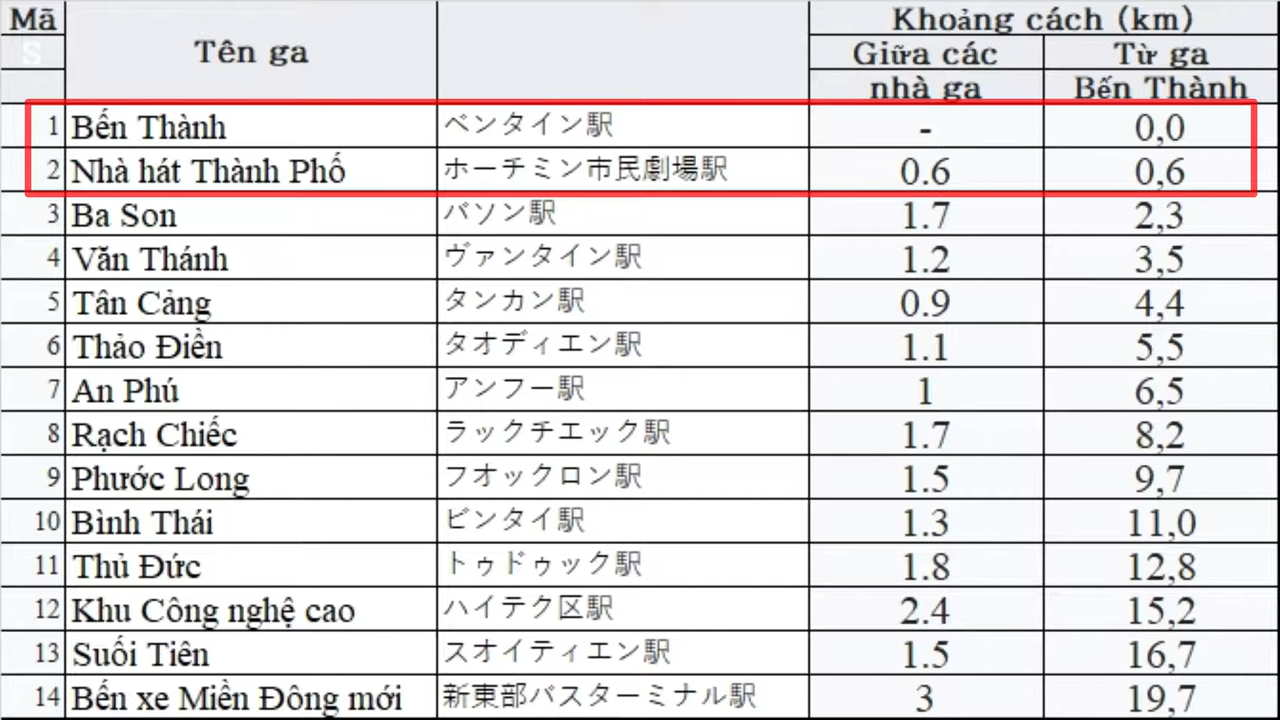 Mã
S
Tên ga
Khoảng cách (km)
Giữa các
nhà ga
Từ ga
Bến Thành
1 Bến Thành ベンタイン駅 - 0,0
2 Nhà hát Thành Phố ホーチミン市民劇場駅 0.6 0,6
3 Ba Son バソン駅 1.7 2,3
4 Văn Thánh ヴァンタイン駅 1.2 3,5
5 Tân Cảng タンカン駅 0.9 4,4
6 Thảo Điền タオディエン駅 1.1 5,5
7 An Phú アンフー駅 1 6,5
8 Rạch Chiếc ラックチエック駅 1.7 8,2
9 Phước Long フオックロン駅 1.5 9,7
10 Bình Thái ビンタイ駅 1.3 11,0
11 Thủ Đức トゥドゥック駅 1.8 12,8
12 Khu Công nghệ cao ハイテク区駅 2.4 15,2
13 Suối Tiên スオイティエン駅 1.5 16,7
14 Bến xe Miền Đông mới 新東部バスターミナル駅 3 19,7